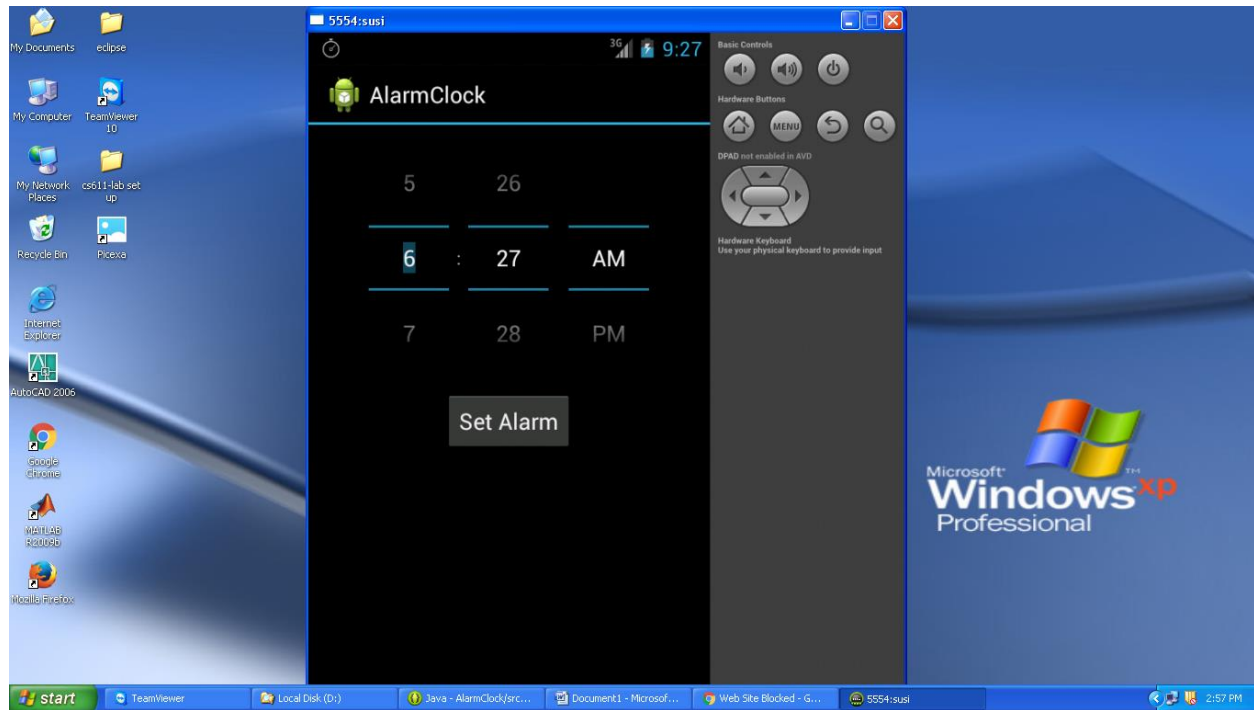 My Documents
eclipse
My Computer
TeamViewer
10
My Network
Places
cs611-lab set
up
Recycle Bin
Picexa
Internet
Explorer
AutoCAD 2006
Google
Chrome
MATLAB
R2009b
Mozilla Firefox
5554:susi
3G 9:27
AlarmClock
5 26
6 : 27 AM
7 28 PM
Set Alarm
Basic Controls
Hardware Buttons
MENU
DPAD not enabled in AVD
Hardware Keyboard
Use your physical keyboard to provide input
Microsoft
Windows xp
TM
Professional
start
TeamViewer
Local Disk (D:)
Java - AlarmClock/src...
Document1 - Microsof...
Web Site Blocked - G...
5554:susi
2:57 PM